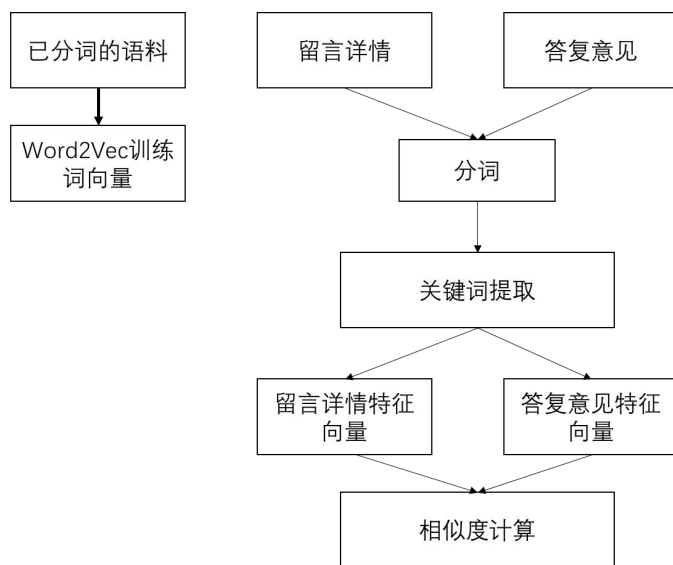 已分词的语料
留言详情
答复意见
Word2Vec训练
词向量
分词
关键词提取
留言详情特征
向量
答复意见特征
向量
相似度计算